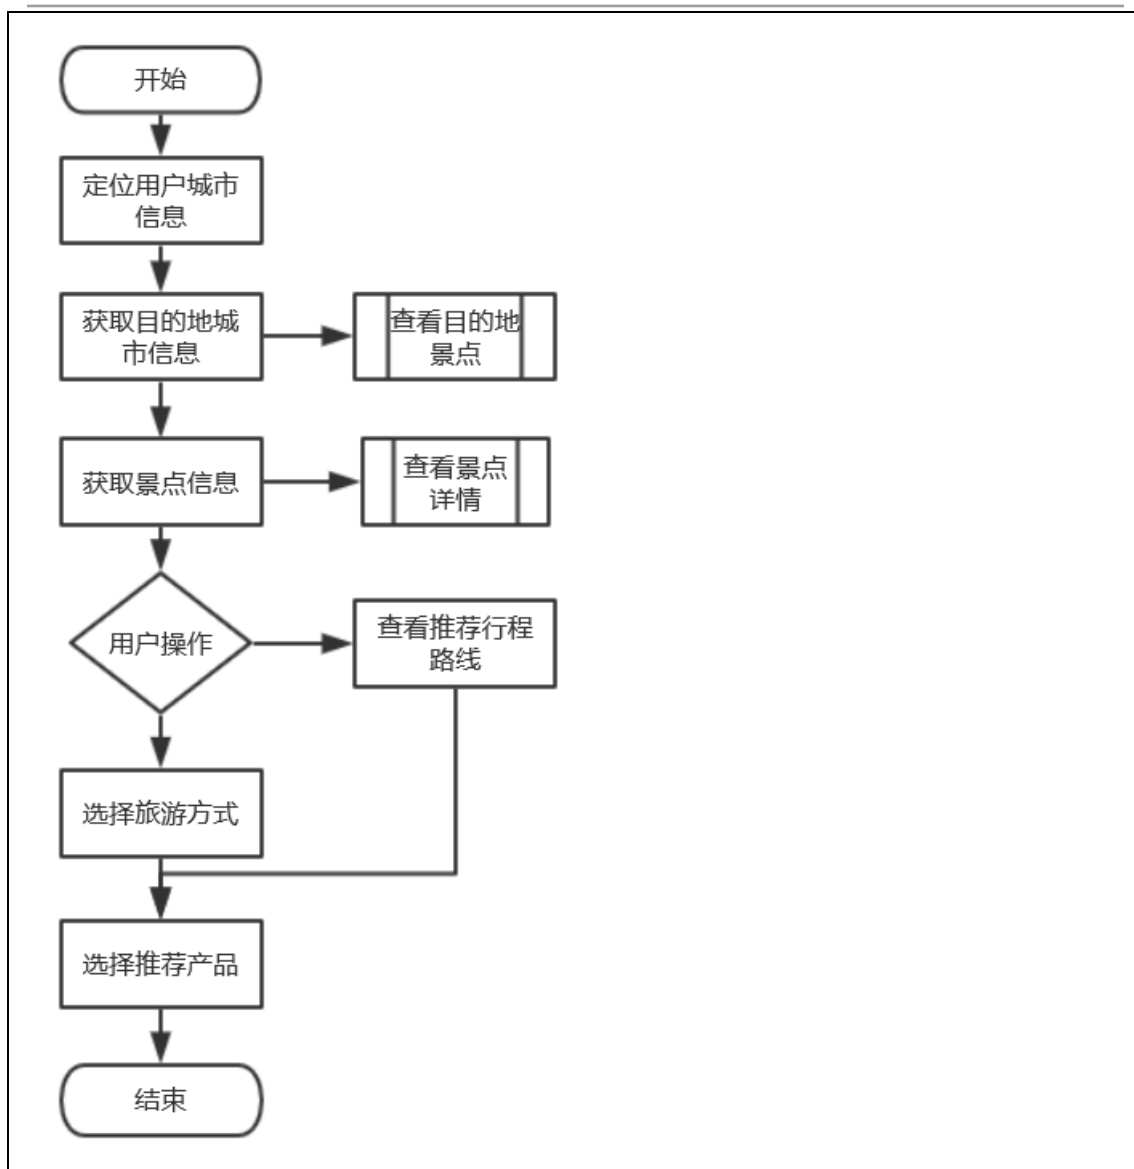 开始
定位用户城市
信息
获取目的地城
市信息
查看目的地
景点
获取景点信息
查看景点
详情
用户操作
查看推荐行程
路线
选择旅游方式
选择推荐产品
结束